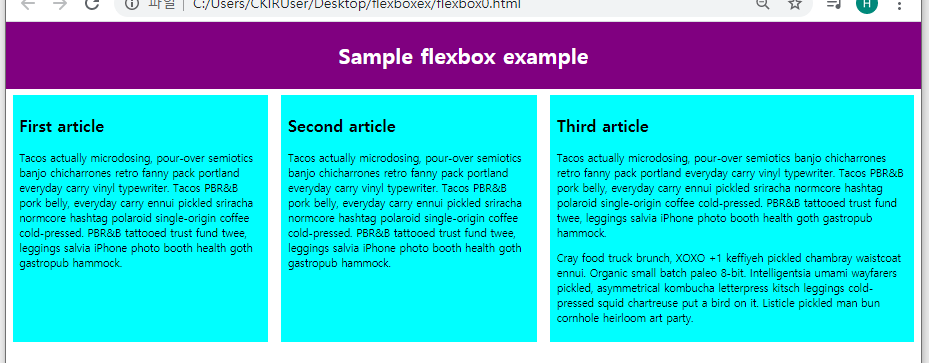 파일 | C:/Users/CKIRUser/Desktop/flexboxex/flexbox0.html
H
Sample flexbox example
First article
Tacos actually microdosing, pour-over semiotics
banjo chicharrones retro fanny pack portland
everyday carry vinyl typewriter. Tacos PBR&B
pork belly, everyday carry ennui pickled sriracha
normcore hashtag polaroid single-origin coffee
cold-pressed. PBR&B tattooed trust fund twee,
leggings salvia iPhone photo booth health goth
gastropub hammock.
Second article
Tacos actually microdosing, pour-over semiotics
banjo chicharrones retro fanny pack portland
everyday carry vinyl typewriter. Tacos PBR&B
pork belly, everyday carry ennui pickled sriracha
normcore hashtag polaroid single-origin coffee
cold-pressed. PBR&B tattooed trust fund twee,
leggings salvia iPhone photo booth health goth
gastropub hammock.
Third article
Tacos actually microdosing, pour-over semiotics banjo chicharrones
retro fanny pack portland everyday carry vinyl typewriter. Tacos PBR&B
pork belly, everyday carry ennui pickled sriracha normcore hashtag
polaroid single-origin coffee cold-pressed. PBR&B tattooed trust fund
twee, leggings salvia iPhone photo booth health goth gastropub
hammock.
Cray food truck brunch, XOXO +1 keffiyeh pickled chambray waistcoat
ennui. Organic small batch paleo 8-bit. Intelligentsia umami wayfarers
pickled, asymmetrical kombucha letterpress kitsch leggings cold-
pressed squid chartreuse put a bird on it. Listicle pickled man bun
cornhole heirloom art party.